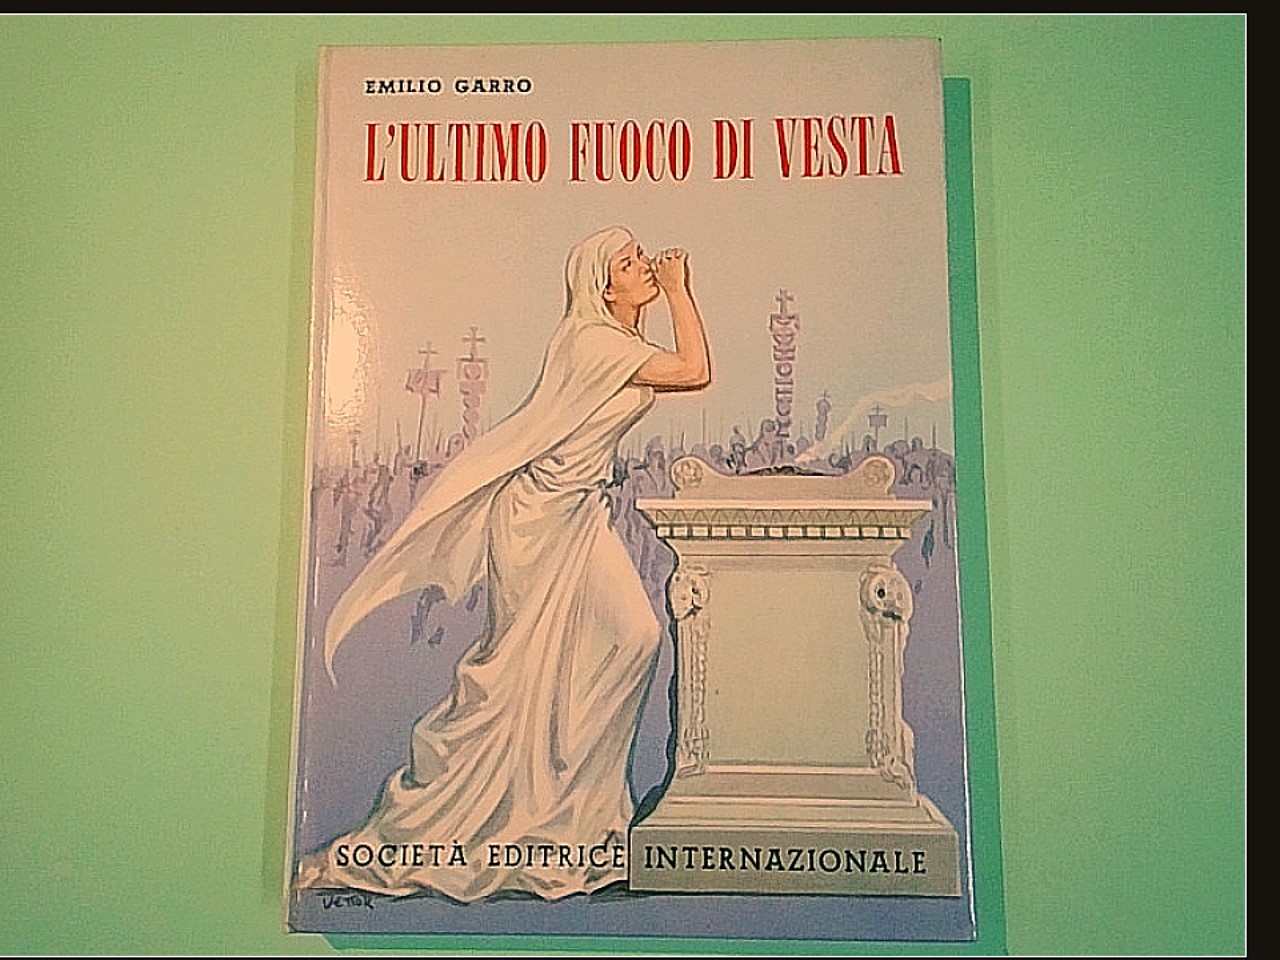 EMILIO GARRO
L'ULTIMO FUOCO DI VESTA
SOCIETÀ EDITRICE INTERNAZIONALE